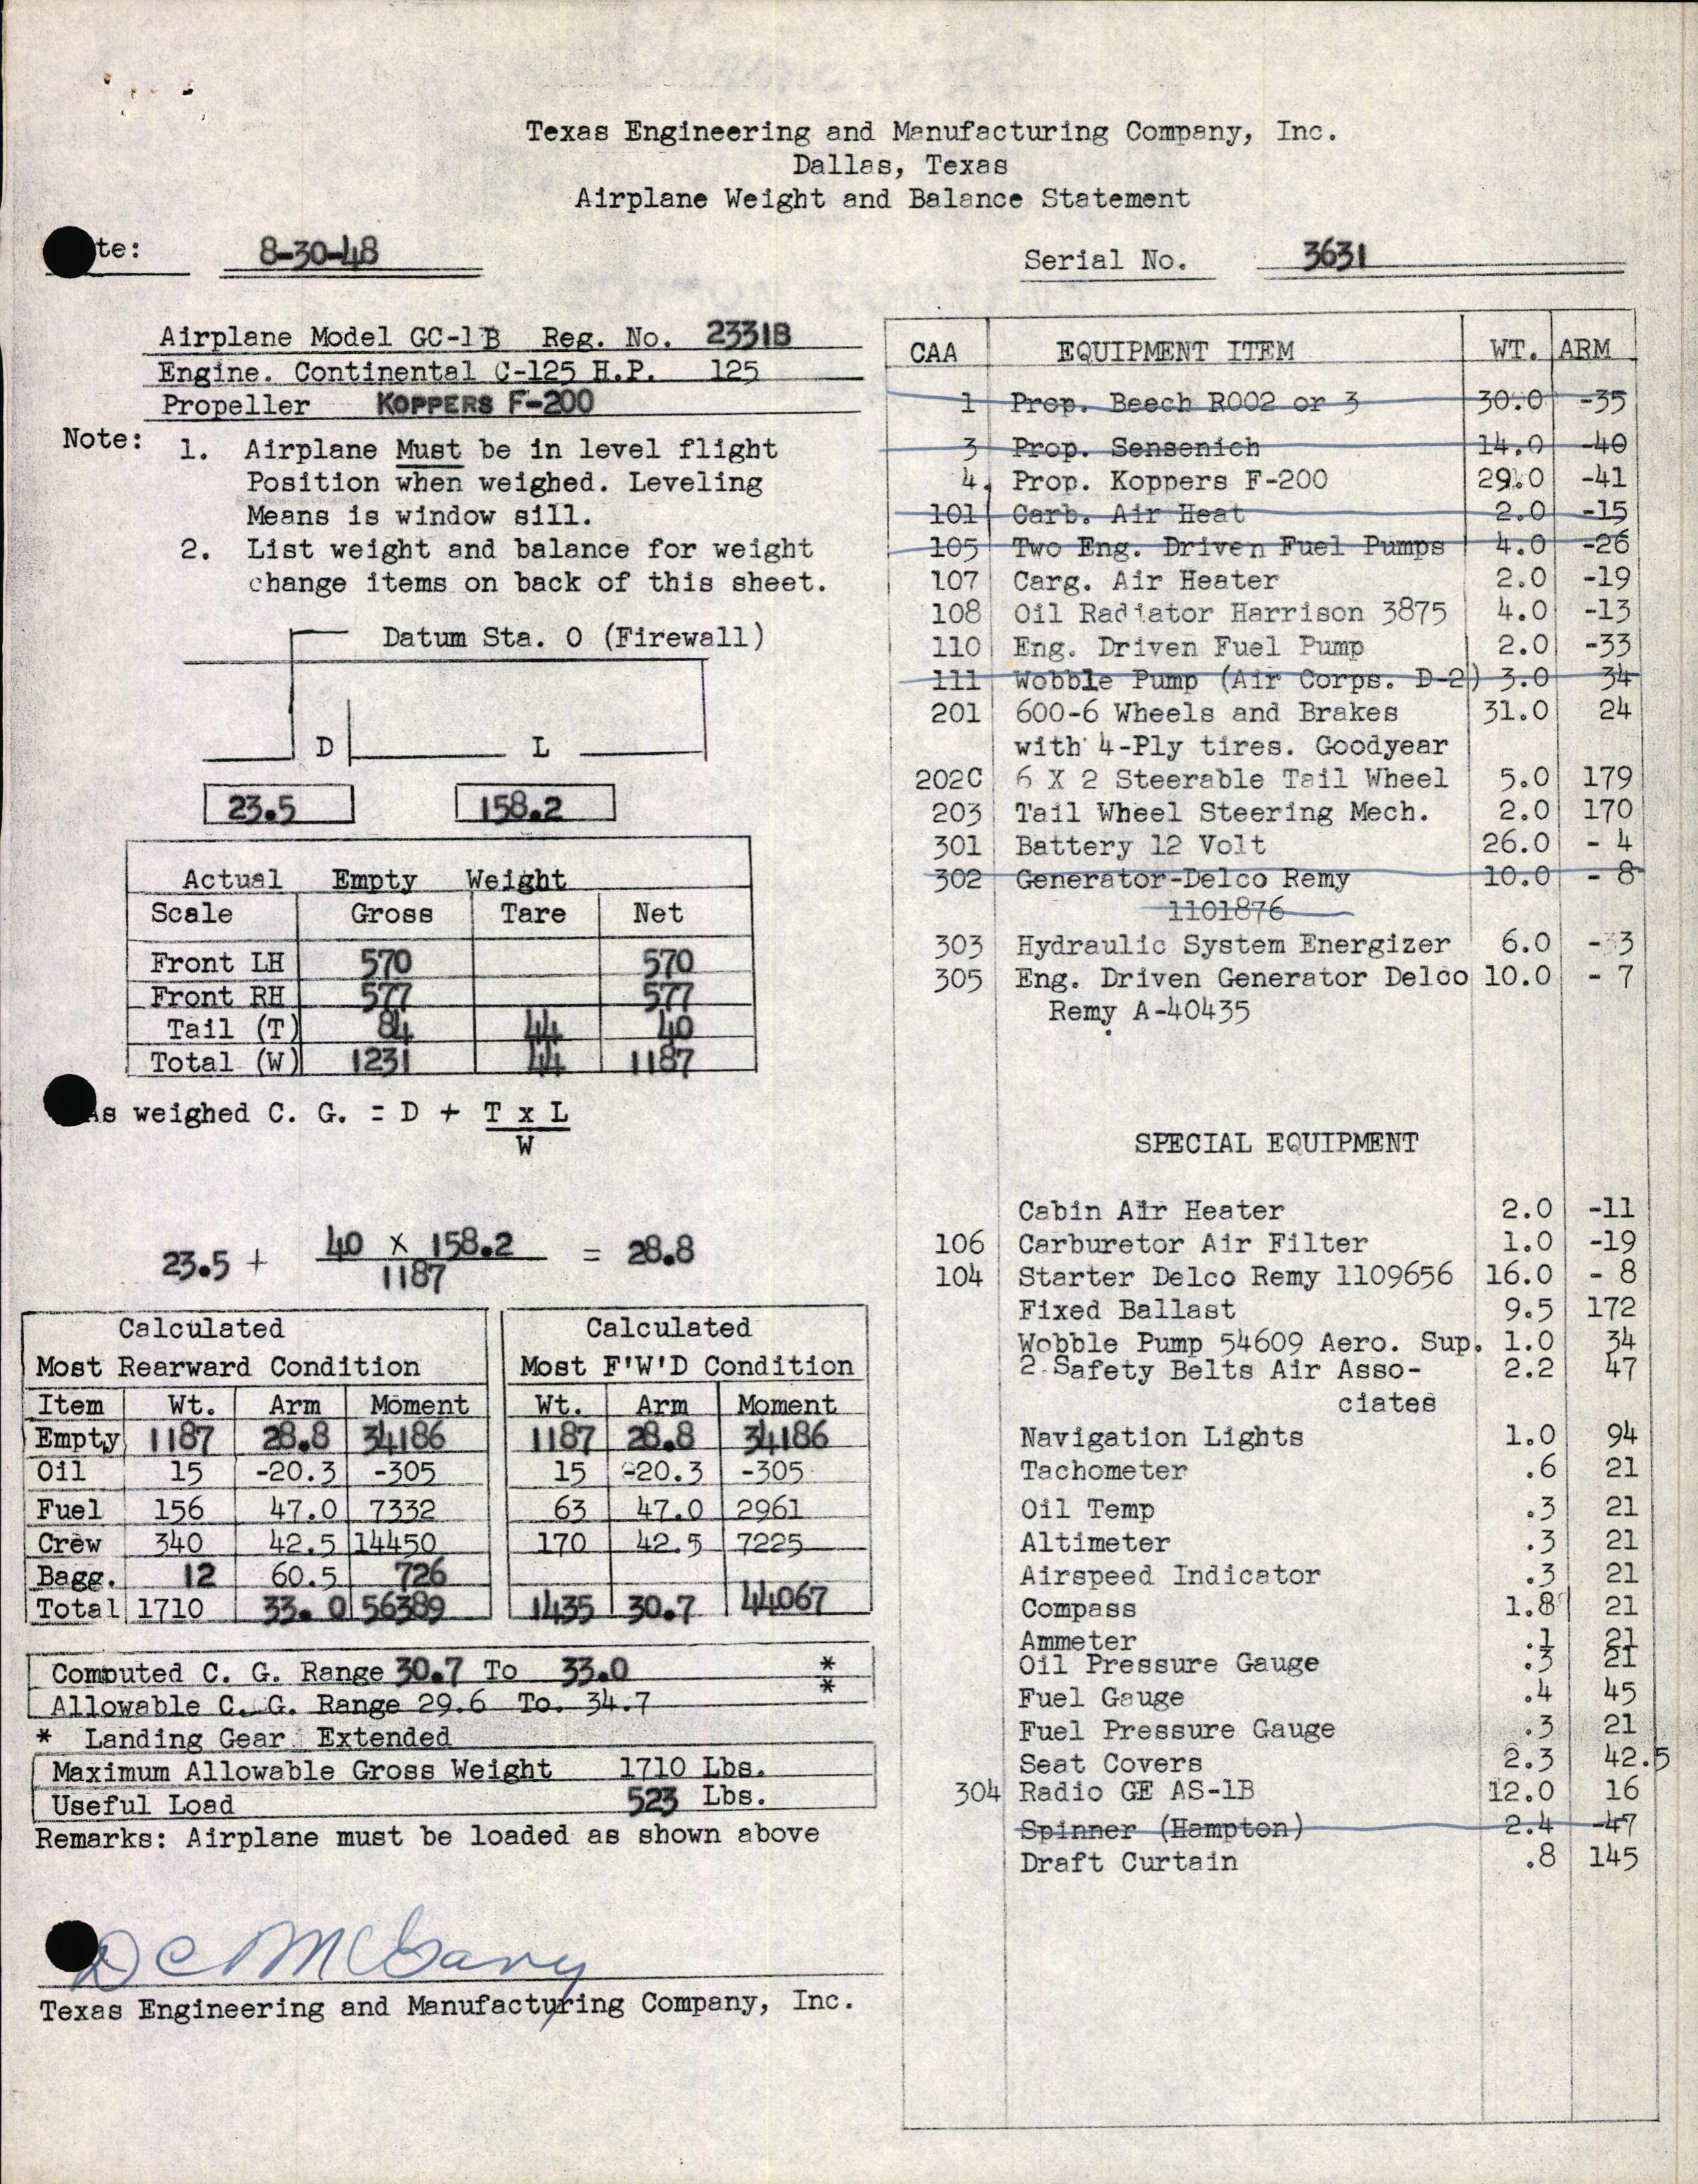 Texas Engineering and Manufacturing Company, Inc.
Dallas, Texas
Airplane Weight and Balance Statement
te: 8-30-48
Serial No. 3631
Airplane Model GC-1B Reg. No. 2331B
Engine. Continental C-125 H.P. 125
Propeller KOPPERS F-200
Note: 1. Airplane Must be in level flight
Position when weighed. Leveling
Means is window sill.
2. List weight and balance for weight
change items on back of this sheet.
Datum Sta. 0 (Firewall)
D L
23.5 158.2
Actual Empty Weight
Scale Gross Tare Net
Front LH 570 570
Front RH 577 577
Tail (T) 84 44 40
Total (W) 1231 44 1187
As weighed C. G. = D + T x L
W
23.5 + 40 X 158.2 = 28.8
1187
Calculated
Most Rearward Condition
Item Wt. Arm Moment
Empty 1187 28.8 34186
Oil 15 -20.3 -305
Fuel 156 47.0 7332
Crew 340 42.5 14450
Bagg. 12 60.5 726
Total 1710 33.0 56389
Calculated
Most F'W'D Condition
Wt. Arm Moment
1187 28.8 34186
15 -20.3 -305
63 47.0 2961
170 42.5 7225
1435 30.7 44067
Computed C. G. Range 30.7 To 33.0 *
Allowable C. G. Range 29.6 To. 34.7 *
* Landing Gear Extended
Maximum Allowable Gross Weight 1710 Lbs.
Useful Load 523 Lbs.
Remarks: Airplane must be loaded as shown above
D C McGary
Texas Engineering and Manufacturing Company, Inc.
CAA EQUIPMENT ITEM WT. ARM
1 Prop. Beech R002 or 3 30.0 -35
3 Prop. Sensenich 14.0 -40
4. Prop. Koppers F-200 29.0 -41
101 Carb. Air Heat 2.0 -15
105 Two Eng. Driven Fuel Pumps 4.0 -26
107 Carg. Air Heater 2.0 -19
108 Oil Radiator Harrison 3875 4.0 -13
110 Eng. Driven Fuel Pump 2.0 -33
111 Wobble Pump (Air Corps. D-2) 3.0 34
201 600-6 Wheels and Brakes 31.0 24
with 4-Ply tires. Goodyear
202C 6 X 2 Steerable Tail Wheel 5.0 179
203 Tail Wheel Steering Mech. 2.0 170
301 Battery 12 Volt 26.0 - 4
302 Generator-Delco Remy 10.0 - 8
1101876
303 Hydraulic System Energizer 6.0 -33
305 Eng. Driven Generator Delco 10.0 - 7
Remy A-40435
SPECIAL EQUIPMENT
Cabin Air Heater 2.0 -11
106 Carburetor Air Filter 1.0 -19
104 Starter Delco Remy 1109656 16.0 - 8
Fixed Ballast 9.5 172
Wobble Pump 54609 Aero. Sup. 1.0 34
2 Safety Belts Air Asso- 2.2 47
ciates
Navigation Lights 1.0 94
Tachometer .6 21
Oil Temp .3 21
Altimeter .3 21
Airspeed Indicator .3 21
Compass 1.8 21
Ammeter .1 21
Oil Pressure Gauge .3 21
Fuel Gauge .4 45
Fuel Pressure Gauge .3 21
Seat Covers 2.3 42.5
304 Radio GE AS-1B 12.0 16
Spinner (Hampton) 2.4 -47
Draft Curtain .8 145